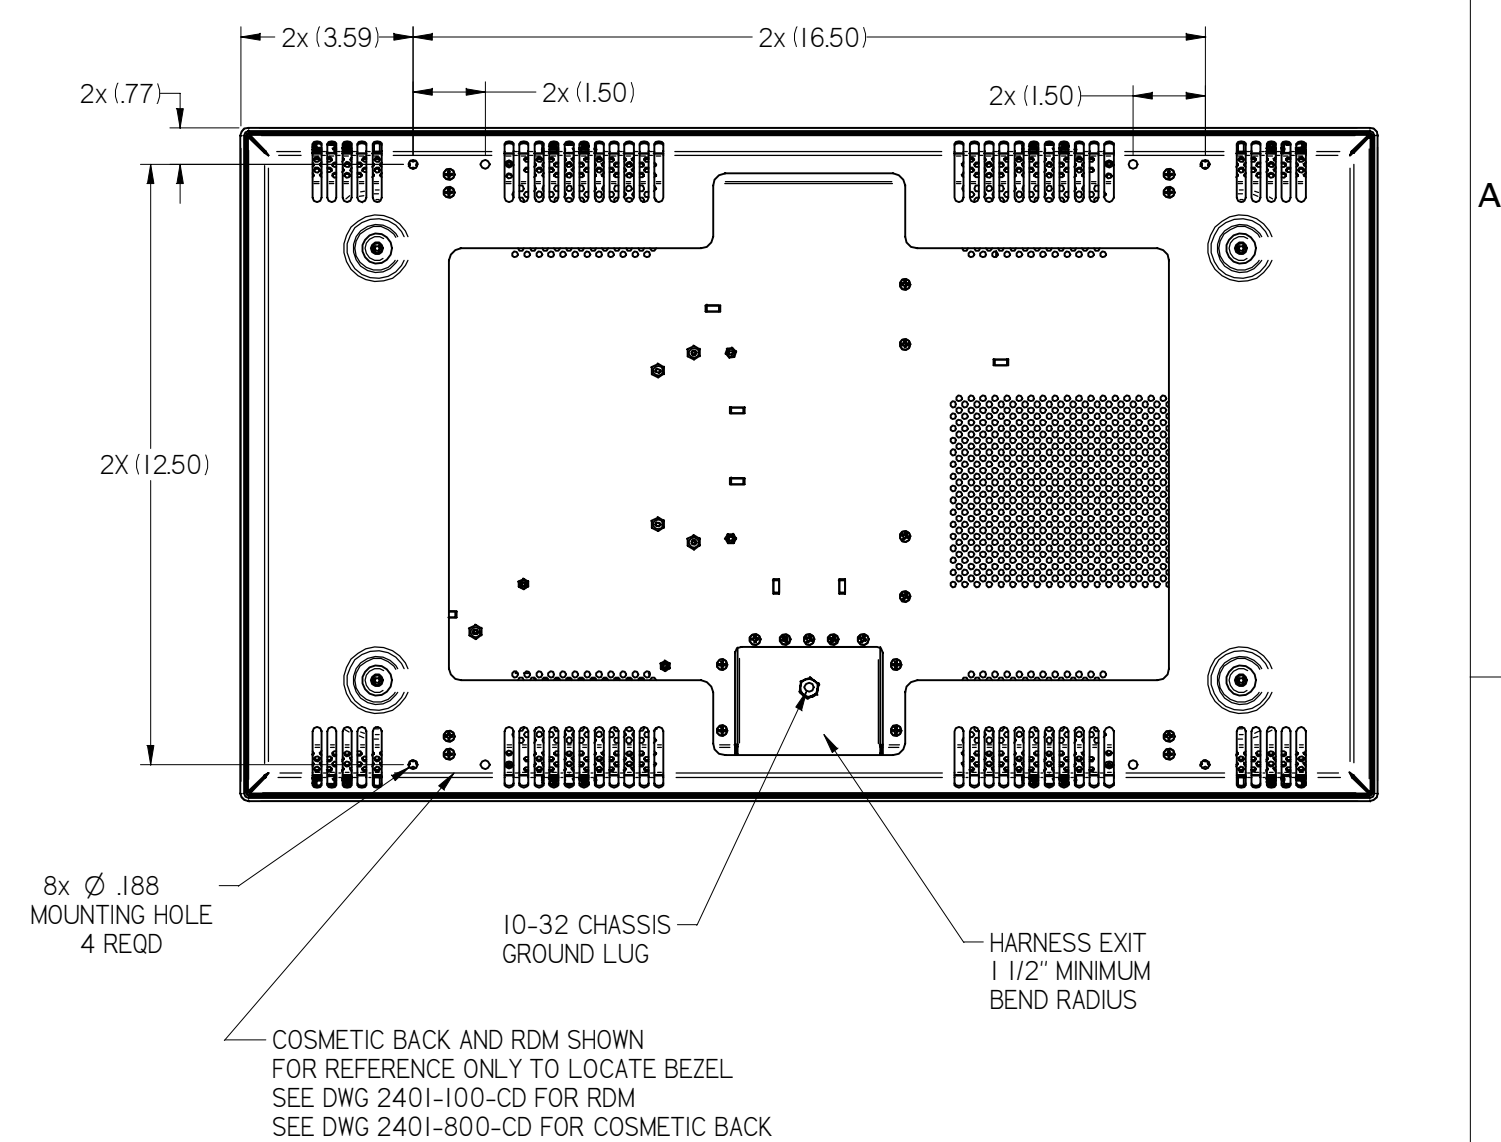 2x (3.59)
2x (16.50)
2x (.77)
2x (1.50)
2x (1.50)
A
2X (12.50)
8x Ø .188
MOUNTING HOLE
4 REQD
10-32 CHASSIS
GROUND LUG
HARNESS EXIT
1 1/2" MINIMUM
BEND RADIUS
COSMETIC BACK AND RDM SHOWN
FOR REFERENCE ONLY TO LOCATE BEZEL
SEE DWG 2401-100-CD FOR RDM
SEE DWG 2401-800-CD FOR COSMETIC BACK